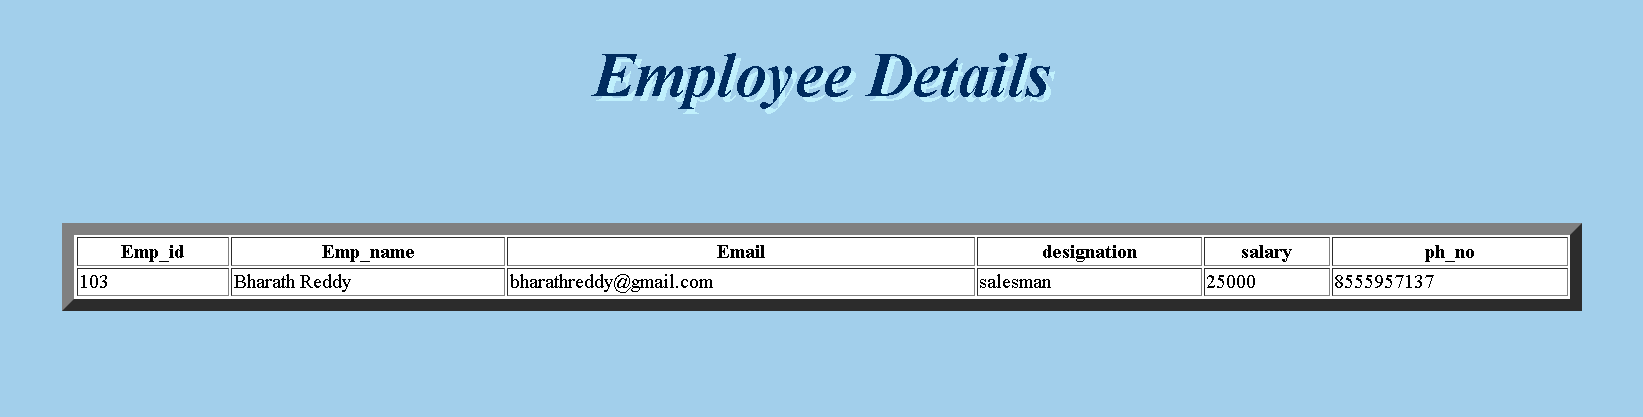 Employee Details
Emp_id Emp_name Email designation salary ph_no
103 Bharath Reddy bharathreddy@gmail.com salesman 25000 8555957137